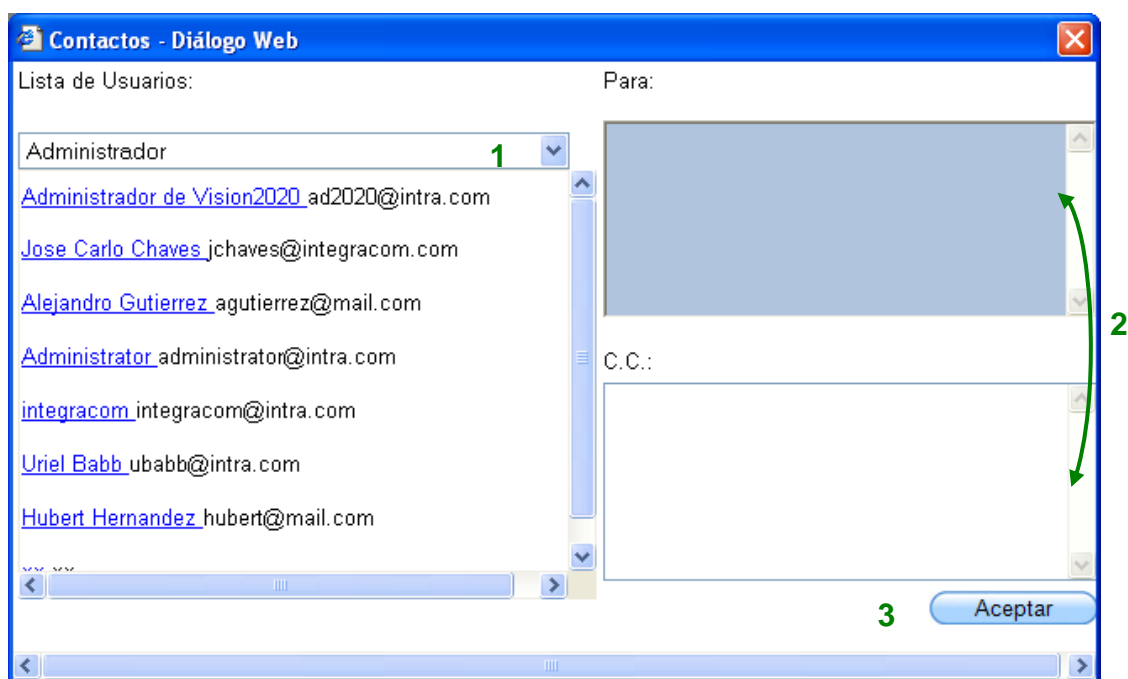 Contactos - Diálogo Web
Lista de Usuarios:
Administrador
1
Administrador de Vision2020 ad2020@intra.com
Jose Carlo Chaves jchaves@integracom.com
Alejandro Gutierrez agutierrez@mail.com
Administrator administrator@intra.com
integracom integracom@intra.com
Uriel Babb ubabb@intra.com
Hubert Hernandez hubert@mail.com
Para:
2
C.C.:
3
Aceptar